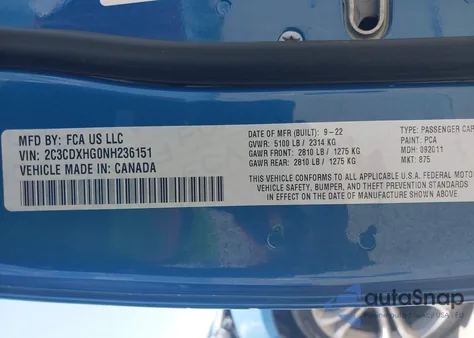 MFD BY: FCA US LLC
VIN: 2C3CDXHG0NH236151
VEHICLE MADE IN: CANADA
DATE OF MFR (BUILT): 9-22
GVWR: 5100 LB / 2314 KG
GAWR FRONT: 2810 LB / 1275 KG
GAWR REAR: 2810 LB / 1275 KG
TYPE: PASSENGER CAR
PAINT: PCA
MDH: 092011
MKT: 875
THIS VEHICLE CONFORMS TO ALL APPLICABLE U.S.A. FEDERAL MOTOR
VEHICLE SAFETY, BUMPER, AND THEFT PREVENTION STANDARDS
IN EFFECT ON THE DATE OF MANUFACTURE SHOWN ABOVE.
autoSnap